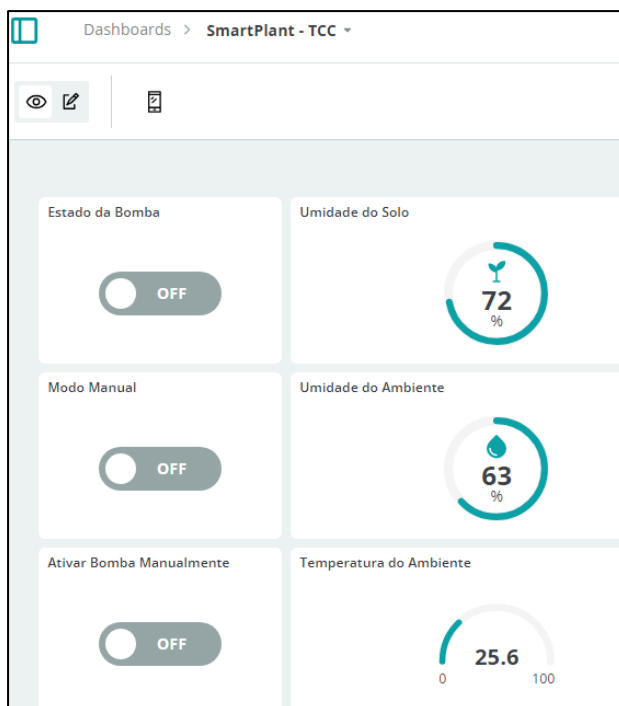 Dashboards > SmartPlant - TCC
Estado da Bomba
OFF
Umidade do Solo
72
%
Modo Manual
OFF
Umidade do Ambiente
63
%
Ativar Bomba Manualmente
OFF
Temperatura do Ambiente
25.6
0 100